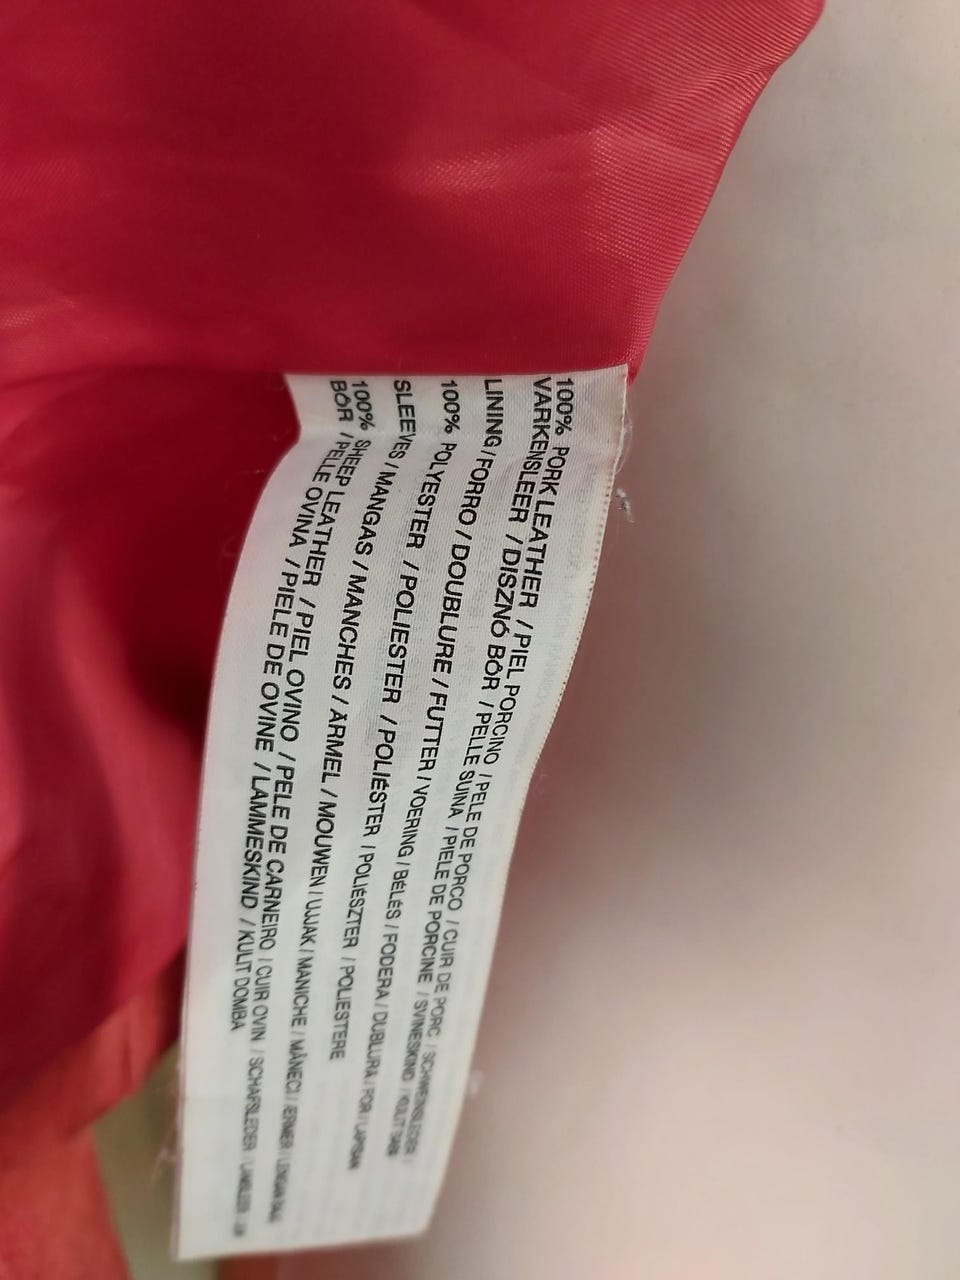 100% PORK LEATHER / PIEL PORCINO / PELE DE PORCO / CUIR DE PORC / SCHWEINSLEDER /
VARKENSLEER / DISZNÓ BŐR / PELLE SUINA / PIELE DE PORCINE / SVINESKIND / KULIT BABI
LINING / FORRO / DOUBLURE / FUTTER / VOERING / BÉLÉS / FODERA / DUBLURA / FOR / LAPISAN
100% POLYESTER / POLIESTER / POLIÉSTER / POLIÉSZTER / POLIESTERE
SLEEVES / MANGAS / MANCHES / ÄRMEL / MOUWEN / UJJAK / MANICHE / MÂNECI / ÆRMER / LENGAN BAJU
100% SHEEP LEATHER / PIEL OVINO / PELE DE CARNEIRO / CUIR OVIN / SCHAFSLEDER /
BŐR / PELLE OVINA / PIELE DE OVINE / LAMMESKIND / KULIT DOMBA